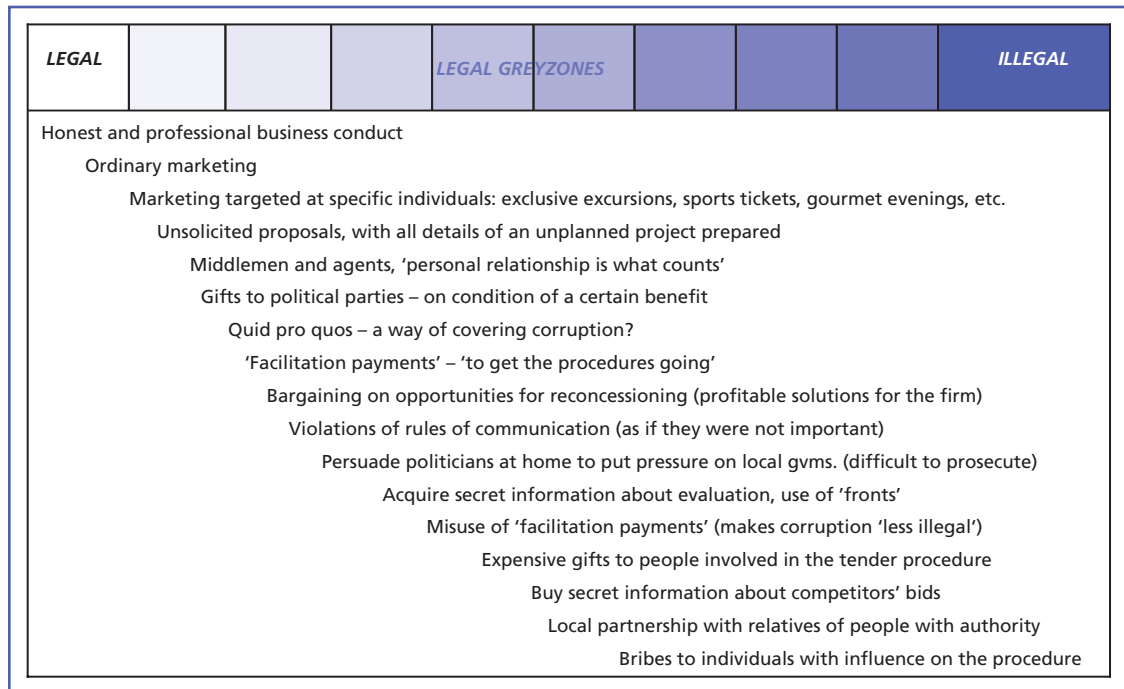 LEGAL
LEGAL GREYZONES
ILLEGAL
Honest and professional business conduct
Ordinary marketing
Marketing targeted at specific individuals: exclusive excursions, sports tickets, gourmet evenings, etc.
Unsolicited proposals, with all details of an unplanned project prepared
Middlemen and agents, ‘personal relationship is what counts’
Gifts to political parties – on condition of a certain benefit
Quid pro quos – a way of covering corruption?
‘Facilitation payments’ – ‘to get the procedures going’
Bargaining on opportunities for reconcessioning (profitable solutions for the firm)
Violations of rules of communication (as if they were not important)
Persuade politicians at home to put pressure on local gvms. (difficult to prosecute)
Acquire secret information about evaluation, use of ’fronts’
Misuse of ‘facilitation payments’ (makes corruption ‘less illegal‘)
Expensive gifts to people involved in the tender procedure
Buy secret information about competitors’ bids
Local partnership with relatives of people with authority
Bribes to individuals with influence on the procedure